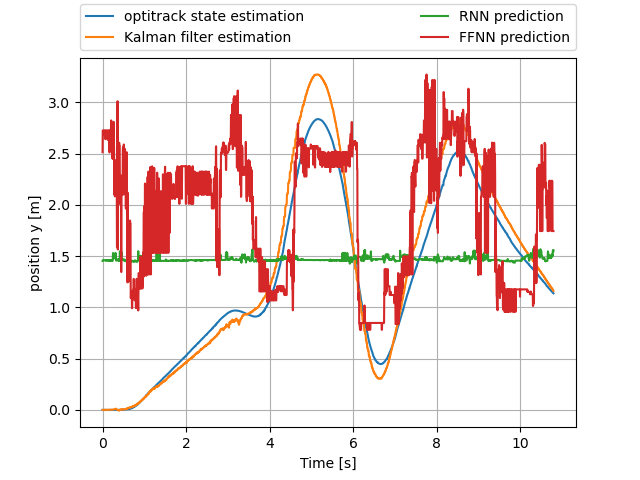 optitrack state estimation
Kalman filter estimation
RNN prediction
FFNN prediction
position y [m]
3.0
2.5
2.0
1.5
1.0
0.5
0.0
0 2 4 6 8 10
Time [s]